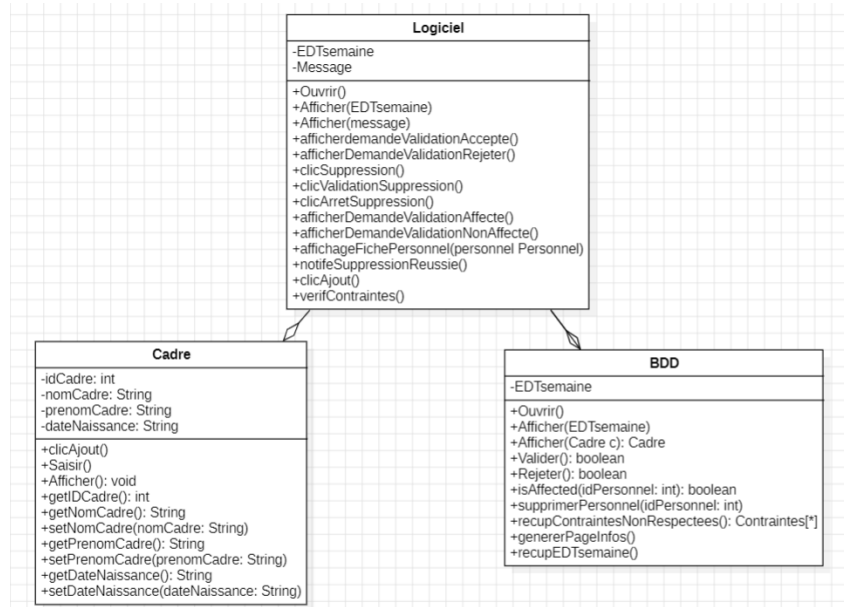 Logiciel
-EDTsemaine
-Message
+Ouvrir()
+Afficher(EDTsemaine)
+Afficher(message)
+afficherdemandeValidationAccepte()
+afficherDemandeValidationRejeter()
+clicSuppression()
+clicValidationSuppression()
+clicArretSuppression()
+afficherDemandeValidationAffecte()
+afficherDemandeValidationNonAffecte()
+affichageFichePersonnel(personnel Personnel)
+notifeSuppressionReussie()
+clicAjout()
+verifContraintes()
Cadre
-idCadre: int
-nomCadre: String
-prenomCadre: String
-dateNaissance: String
+clicAjout()
+Saisir()
+Afficher(): void
+getIDCadre(): int
+getNomCadre(): String
+setNomCadre(nomCadre: String)
+getPrenomCadre(): String
+setPrenomCadre(prenomCadre: String)
+getDateNaissance(): String
+setDateNaissance(dateNaissance: String)
BDD
-EDTsemaine
+Ouvrir()
+Afficher(EDTsemaine)
+Afficher(Cadre c): Cadre
+Valider(): boolean
+Rejeter(): boolean
+isAffected(idPersonnel: int): boolean
+supprimerPersonnel(idPersonnel: int)
+recupContraintesNonRespectees(): Contraintes[*]
+genererPageInfos()
+recupEDTsemaine()